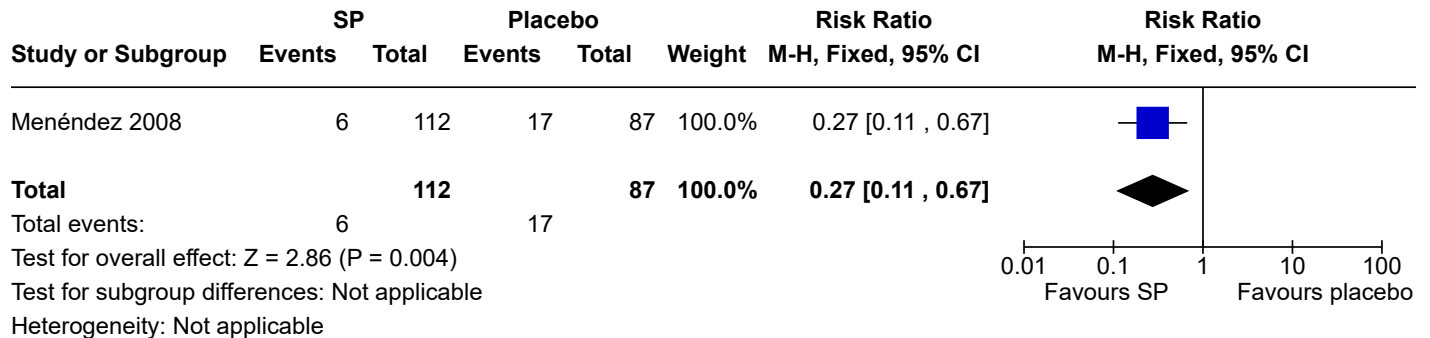 SP Placebo Risk Ratio Risk Ratio
Study or Subgroup Events Total Events Total Weight M-H, Fixed, 95% CI M-H, Fixed, 95% CI
Menéndez 2008 6 112 17 87 100.0% 0.27 [0.11 , 0.67]
Total 112 87 100.0% 0.27 [0.11 , 0.67]
Total events: 6 17
Test for overall effect: Z = 2.86 (P = 0.004)
0.01 0.1 1 10 100
Test for subgroup differences: Not applicable
Favours SP Favours placebo
Heterogeneity: Not applicable